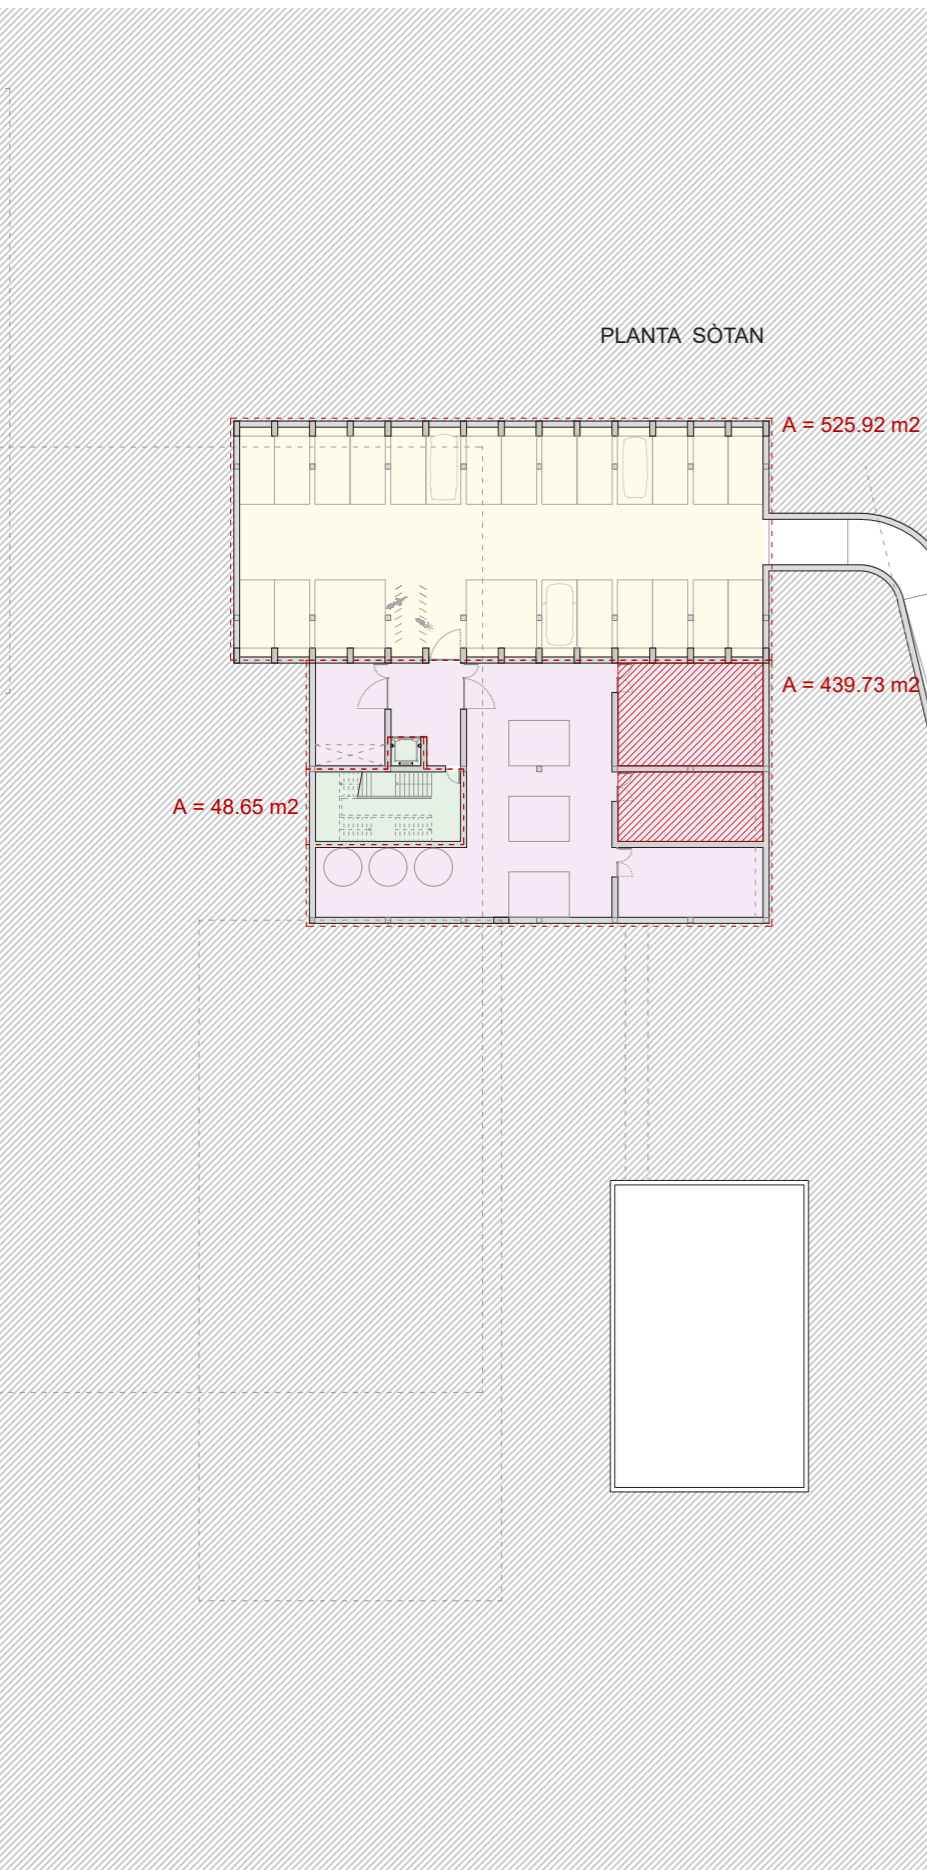 PLANTA SÒTAN
A = 525.92 m2
A = 439.73 m2
A = 48.65 m2